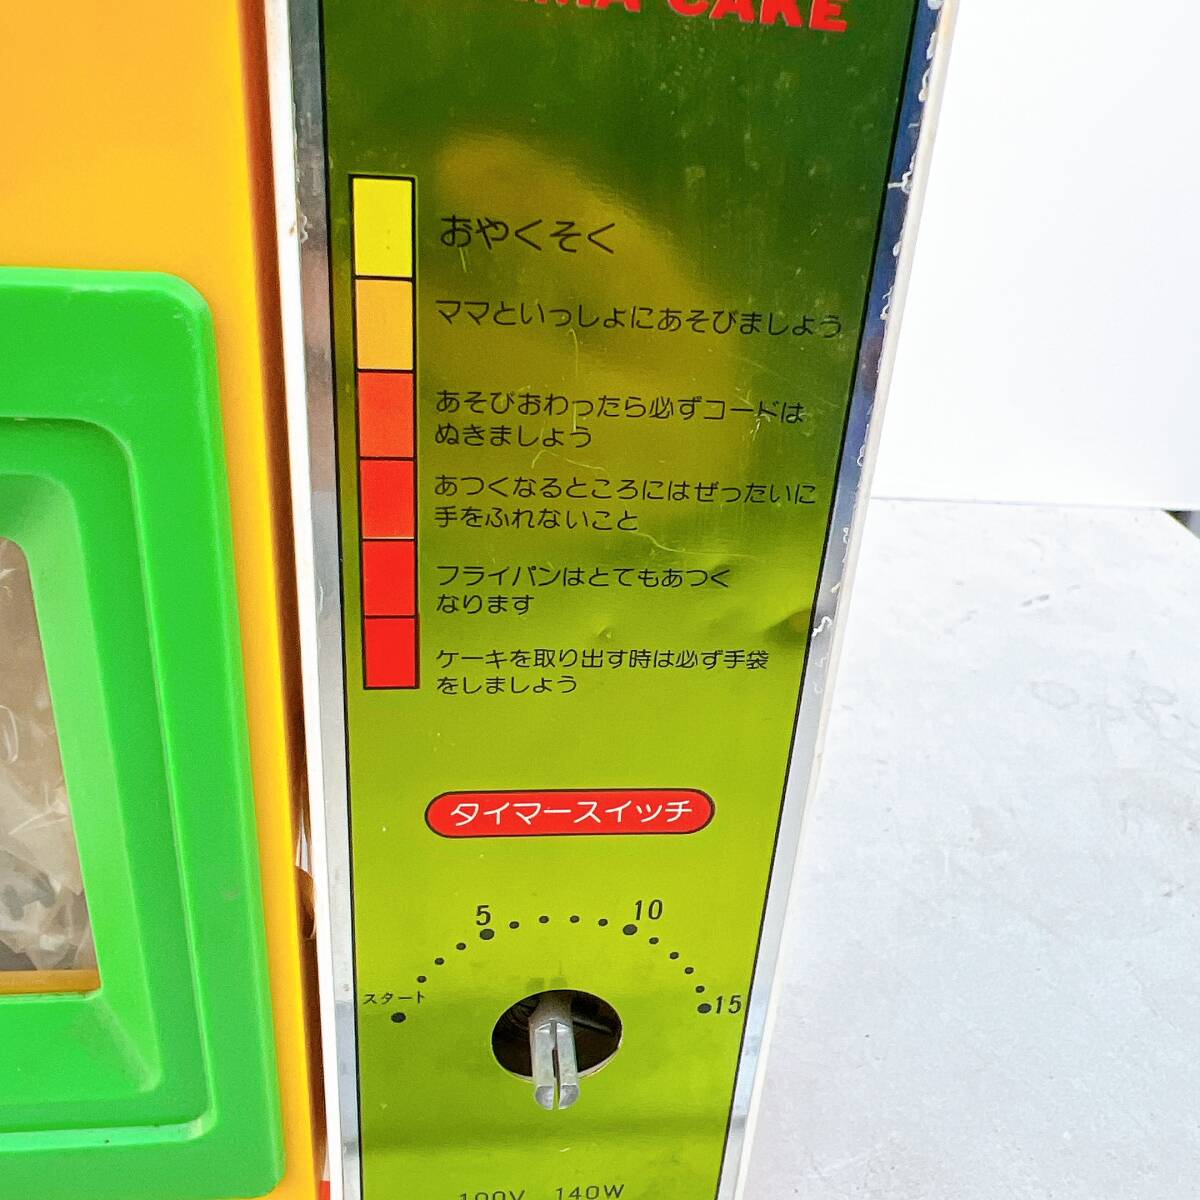 CAKE
おやくそく
ママといっしょにあそびましょう
あそびおわったら必ずコードは
ぬきましょう
あつくなるところにはぜったいに
手をふれないこと
フライパンはとてもあつく
なります
ケーキを取り出す時は必ず手袋
をしましょう
タイマースイッチ
5 10
スタート 15
100V 140W